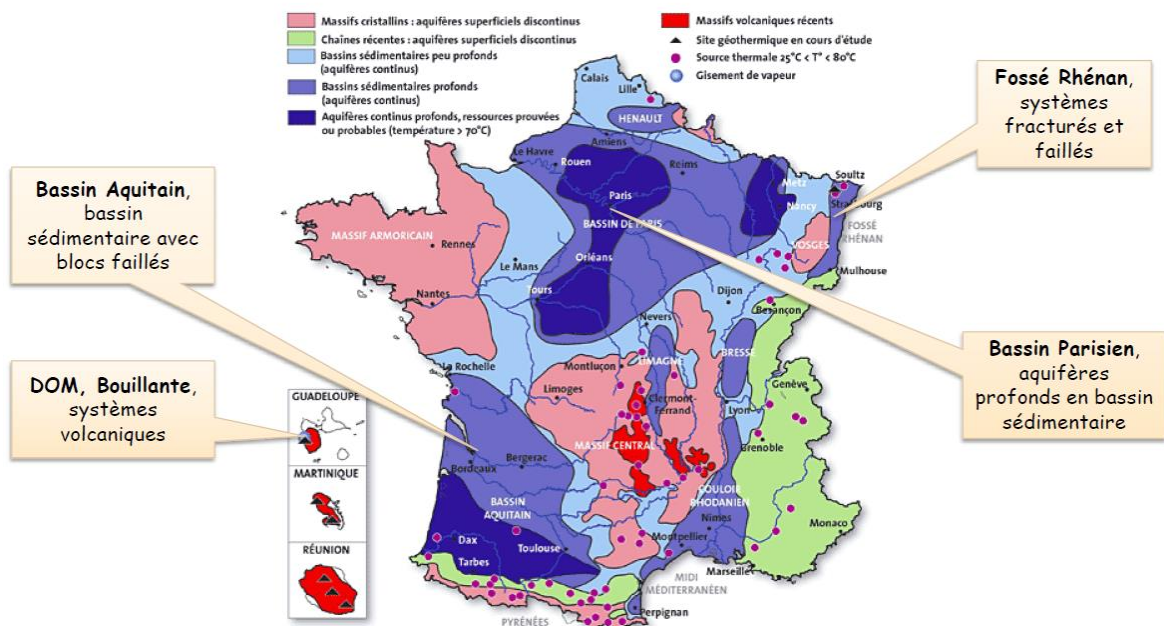 Massifs cristallins : aquifères superficiels discontinus
Chaînes récentes : aquifères superficiels discontinus
Bassins sédimentaires peu profonds
(aquifères continus)
Bassins sédimentaires profonds
(aquifères continus)
Aquifères continus profonds, ressources prouvées
ou probables (température > 70°C)
Massifs volcaniques récents
Site géothermique en cours d'étude
Source thermale 25°C < T° < 80°C
Gisement de vapeur
Fossé Rhénan,
systèmes
fracturés et
faillés
Bassin Aquitain,
bassin
sédimentaire avec
blocs faillés
DOM, Bouillante,
systèmes
volcaniques
Bassin Parisien,
aquifères
profonds en bassin
sédimentaire
Calais
Lille
HENAULT
Amiens
Le Havre
Rouen
Reims
Paris
Metz
Nancy
Soultz
Strasbourg
BASSIN DE PARIS
FOSSÉ
RHÉNAN
VOSGES
MASSIF ARMORICAIN
Rennes
Le Mans
Orléans
Mulhouse
Nantes
Tours
Dijon
Besançon
Nevers
La Rochelle
Montluçon
LIMAGNE
BRESSE
Limoges
Clermont-
Ferrand
Genève
Lyon
GUADELOUPE
MASSIF CENTRAL
Grenoble
Bordeaux
Bergerac
MARTINIQUE
BASSIN
AQUITAIN
COULOIR
RHODANIEN
Nîmes
Monaco
Dax
Toulouse
Montpellier
RÉUNION
Tarbes
Marseille
MIDI
MÉDITERRANÉEN
Perpignan
PYRÉNÉES